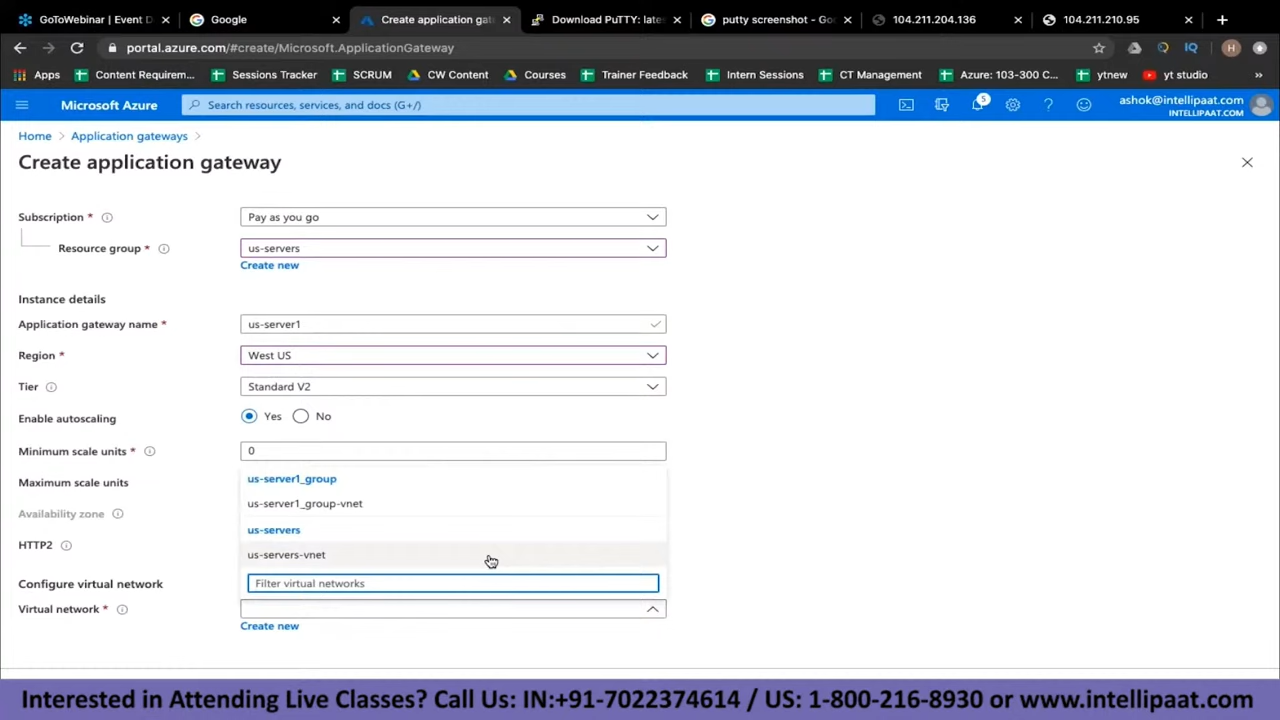 GoToWebinar | Event D
Google
Create application gat
Download PuTTY: lates
putty screenshot - Goo
104.211.204.136
104.211.210.95
portal.azure.com/#create/Microsoft.ApplicationGateway
H
Apps
Content Requirem...
Sessions Tracker
SCRUM
CW Content
Courses
Trainer Feedback
Intern Sessions
CT Management
Azure: 103-300 C...
ytnew
yt studio
»
Microsoft Azure
Search resources, services, and docs (G+/)
5
ashok@intellipaat.com
INTELLIPAAT.COM
Home > Application gateways >
Create application gateway
Subscription *
Pay as you go
Resource group *
us-servers
Create new
Instance details
Application gateway name *
us-server1
Region *
West US
Tier
Standard V2
Enable autoscaling
Yes
No
Minimum scale units *
0
Maximum scale units
us-server1_group
us-server1_group-vnet
Availability zone
us-servers
HTTP2
us-servers-vnet
Configure virtual network
Filter virtual networks
Virtual network *
Create new
Interested in Attending Live Classes? Call Us: IN:+91-7022374614 / US: 1-800-216-8930 or www.intellipaat.com